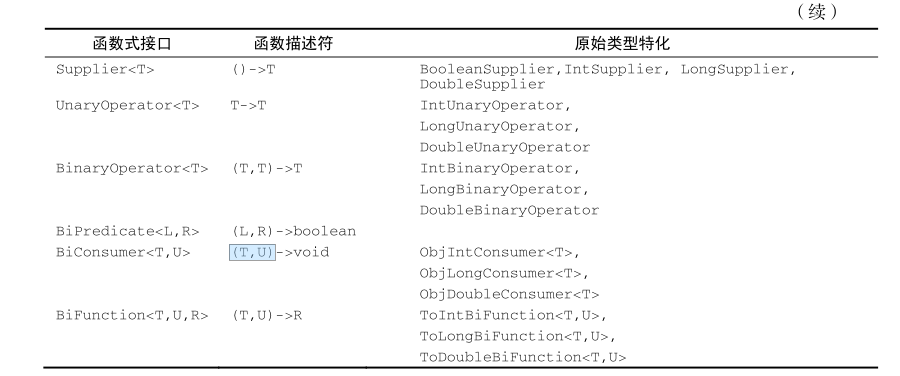 （续）
函数式接口 函数描述符 原始类型特化
Supplier<T> ()->T BooleanSupplier,IntSupplier, LongSupplier,
DoubleSupplier
UnaryOperator<T> T->T IntUnaryOperator,
LongUnaryOperator,
DoubleUnaryOperator
BinaryOperator<T> (T,T)->T IntBinaryOperator,
LongBinaryOperator,
DoubleBinaryOperator
BiPredicate<L,R> (L,R)->boolean
BiConsumer<T,U> (T,U)->void ObjIntConsumer<T>,
ObjLongConsumer<T>,
ObjDoubleConsumer<T>
BiFunction<T,U,R> (T,U)->R ToIntBiFunction<T,U>,
ToLongBiFunction<T,U>,
ToDoubleBiFunction<T,U>